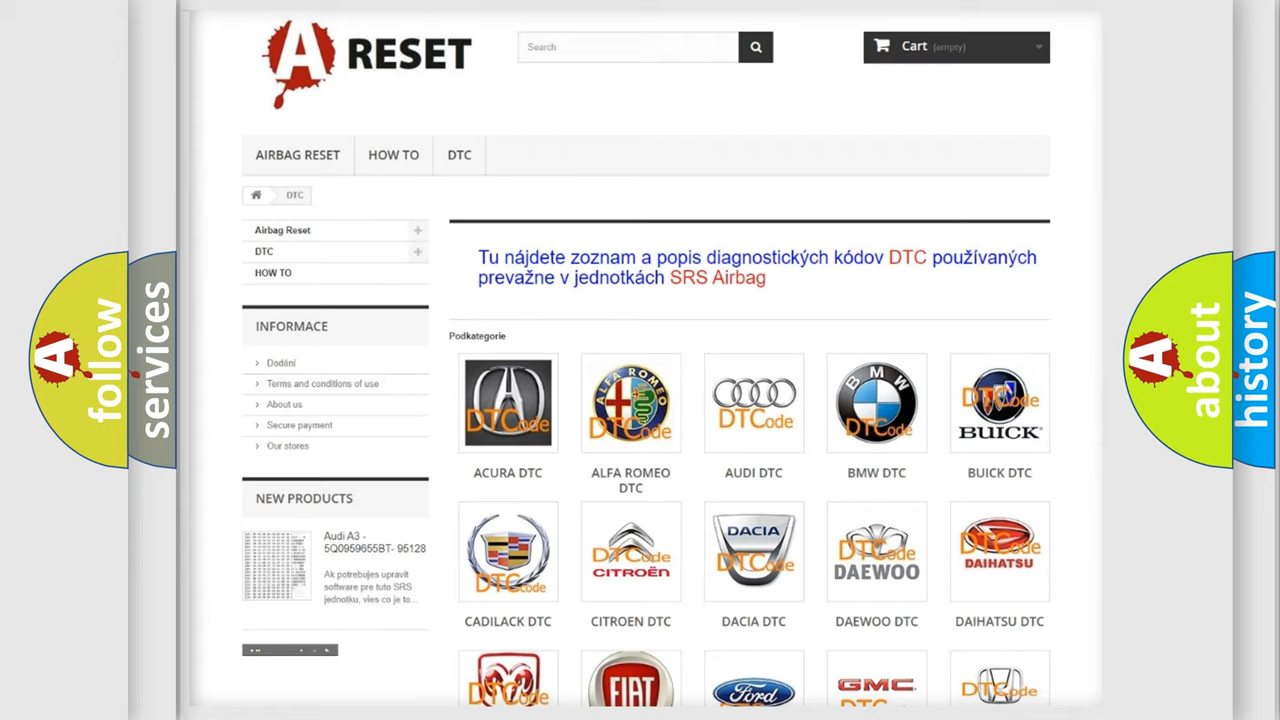 A RESET
Search
Cart (empty)
AIRBAG RESET
HOW TO
DTC
DTC
Airbag Reset
DTC
HOW TO
Tu nájdete zoznam a popis diagnostických kódov DTC používaných
prevažne v jednotkách SRS Airbag
INFORMACE
Podkategorie
Dodání
Terms and conditions of use
About us
Secure payment
Our stores
DTCode
ALFA ROMEO
DTCode
DTCode
BMW
DTCode
DTCode
BUICK
ACURA DTC
ALFA ROMEO
DTC
AUDI DTC
BMW DTC
BUICK DTC
NEW PRODUCTS
Audi A3 -
5Q0959655BT- 95128
Ak potrebujes upravit
software pre tuto SRS
jednotku, vies co je to...
DTCode
DTCode
CITROËN
DACIA
DTCode
DTCode
DAEWOO
DTCode
DAIHATSU
CADILACK DTC
CITROEN DTC
DACIA DTC
DAEWOO DTC
DAIHATSU DTC
DTCode
FIAT
Ford
GMC
DTCode
A follow
services
A about
history